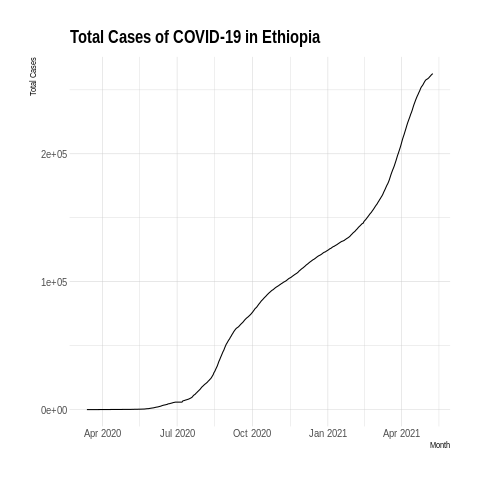 Total Cases of COVID-19 in Ethiopia
Total Cases
2e+05
1e+05
0e+00
Apr 2020 Jul 2020 Oct 2020 Jan 2021 Apr 2021
Month